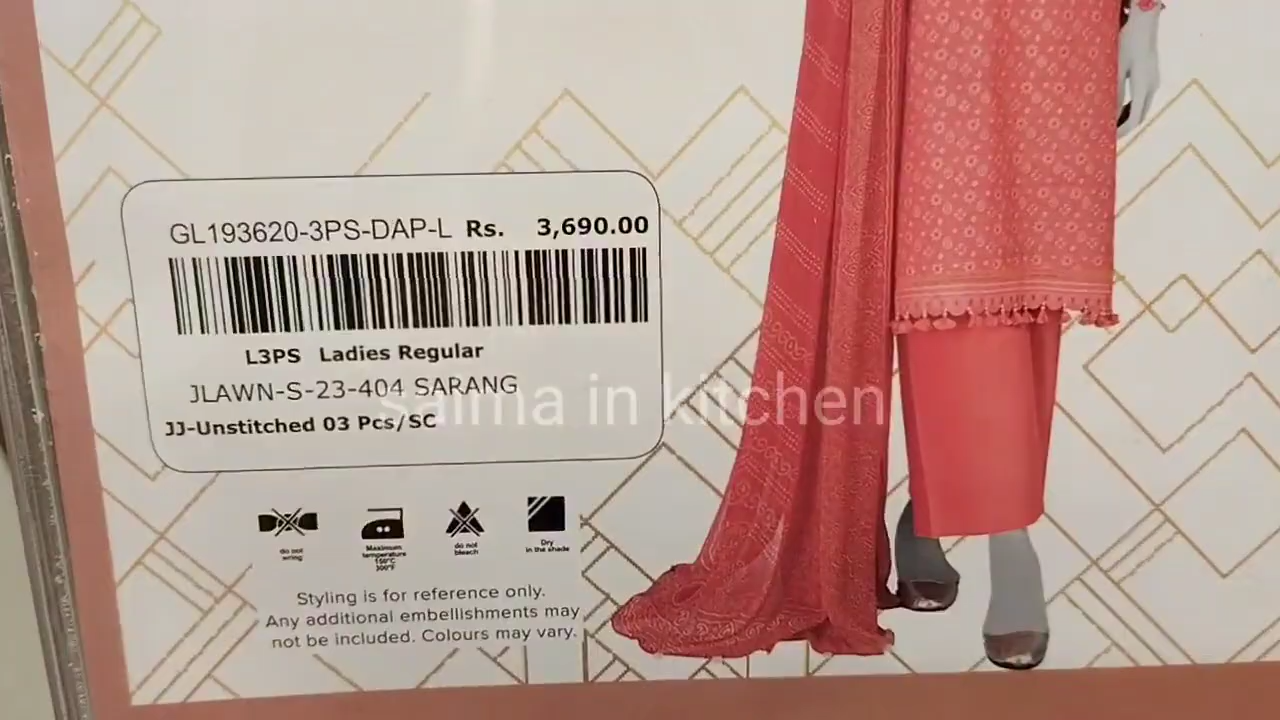 GL193620-3PS-DAP-L Rs. 3,690.00
L3PS Ladies Regular
JLAWN-S-23-404 SARANG
JJ-Unstitched 03 Pcs/SC
saima in kitchen
do not
wring
Maximum
temperature
150°C
300°F
do not
bleach
Dry
in the shade
Styling is for reference only.
Any additional embellishments may
not be included. Colours may vary.